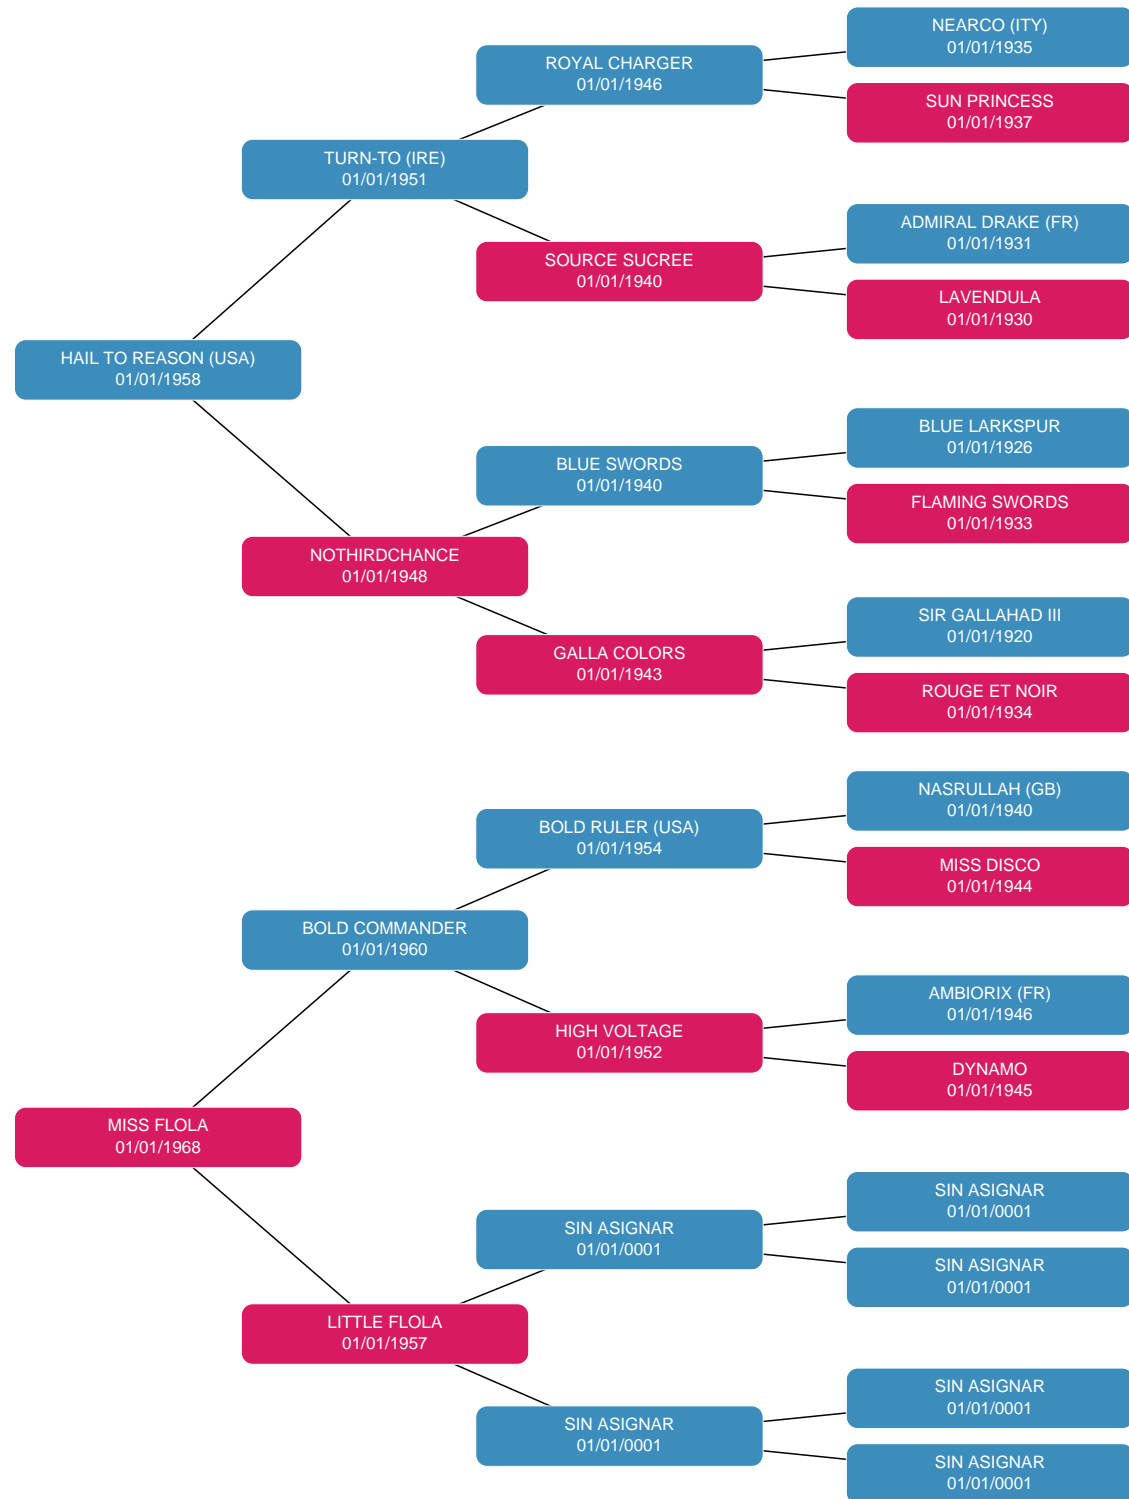 NEARCO (ITY)
01/01/1935
ROYAL CHARGER
01/01/1946
SUN PRINCESS
01/01/1937
TURN-TO (IRE)
01/01/1951
ADMIRAL DRAKE (FR)
01/01/1931
SOURCE SUCREE
01/01/1940
LAVENDULA
01/01/1930
HAIL TO REASON (USA)
01/01/1958
BLUE LARKSPUR
01/01/1926
BLUE SWORDS
01/01/1940
FLAMING SWORDS
01/01/1933
NOTHIRDCHANCE
01/01/1948
SIR GALLAHAD III
01/01/1920
GALLA COLORS
01/01/1943
ROUGE ET NOIR
01/01/1934
NASRULLAH (GB)
01/01/1940
BOLD RULER (USA)
01/01/1954
MISS DISCO
01/01/1944
BOLD COMMANDER
01/01/1960
AMBIORIX (FR)
01/01/1946
HIGH VOLTAGE
01/01/1952
DYNAMO
01/01/1945
MISS FLOLA
01/01/1968
SIN ASIGNAR
01/01/0001
SIN ASIGNAR
01/01/0001
SIN ASIGNAR
01/01/0001
LITTLE FLOLA
01/01/1957
SIN ASIGNAR
01/01/0001
SIN ASIGNAR
01/01/0001
SIN ASIGNAR
01/01/0001